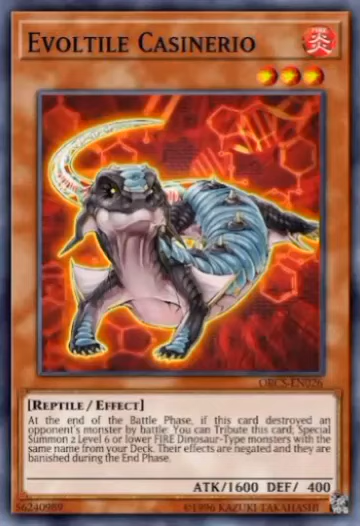 EVOLTILE CASINERIO
FIRE
炎
ORCS-EN026
[REPTILE / EFFECT]
At the end of the Battle Phase, if this card destroyed an
opponent's monster by battle: You can Tribute this card; Special
Summon 2 Level 6 or lower FIRE Dinosaur-Type monsters with the
same name from your Deck. Their effects are negated and they are
banished during the End Phase.
ATK/1600 DEF/ 400
56240989 ©1996 KAZUKI TAKAHASHI